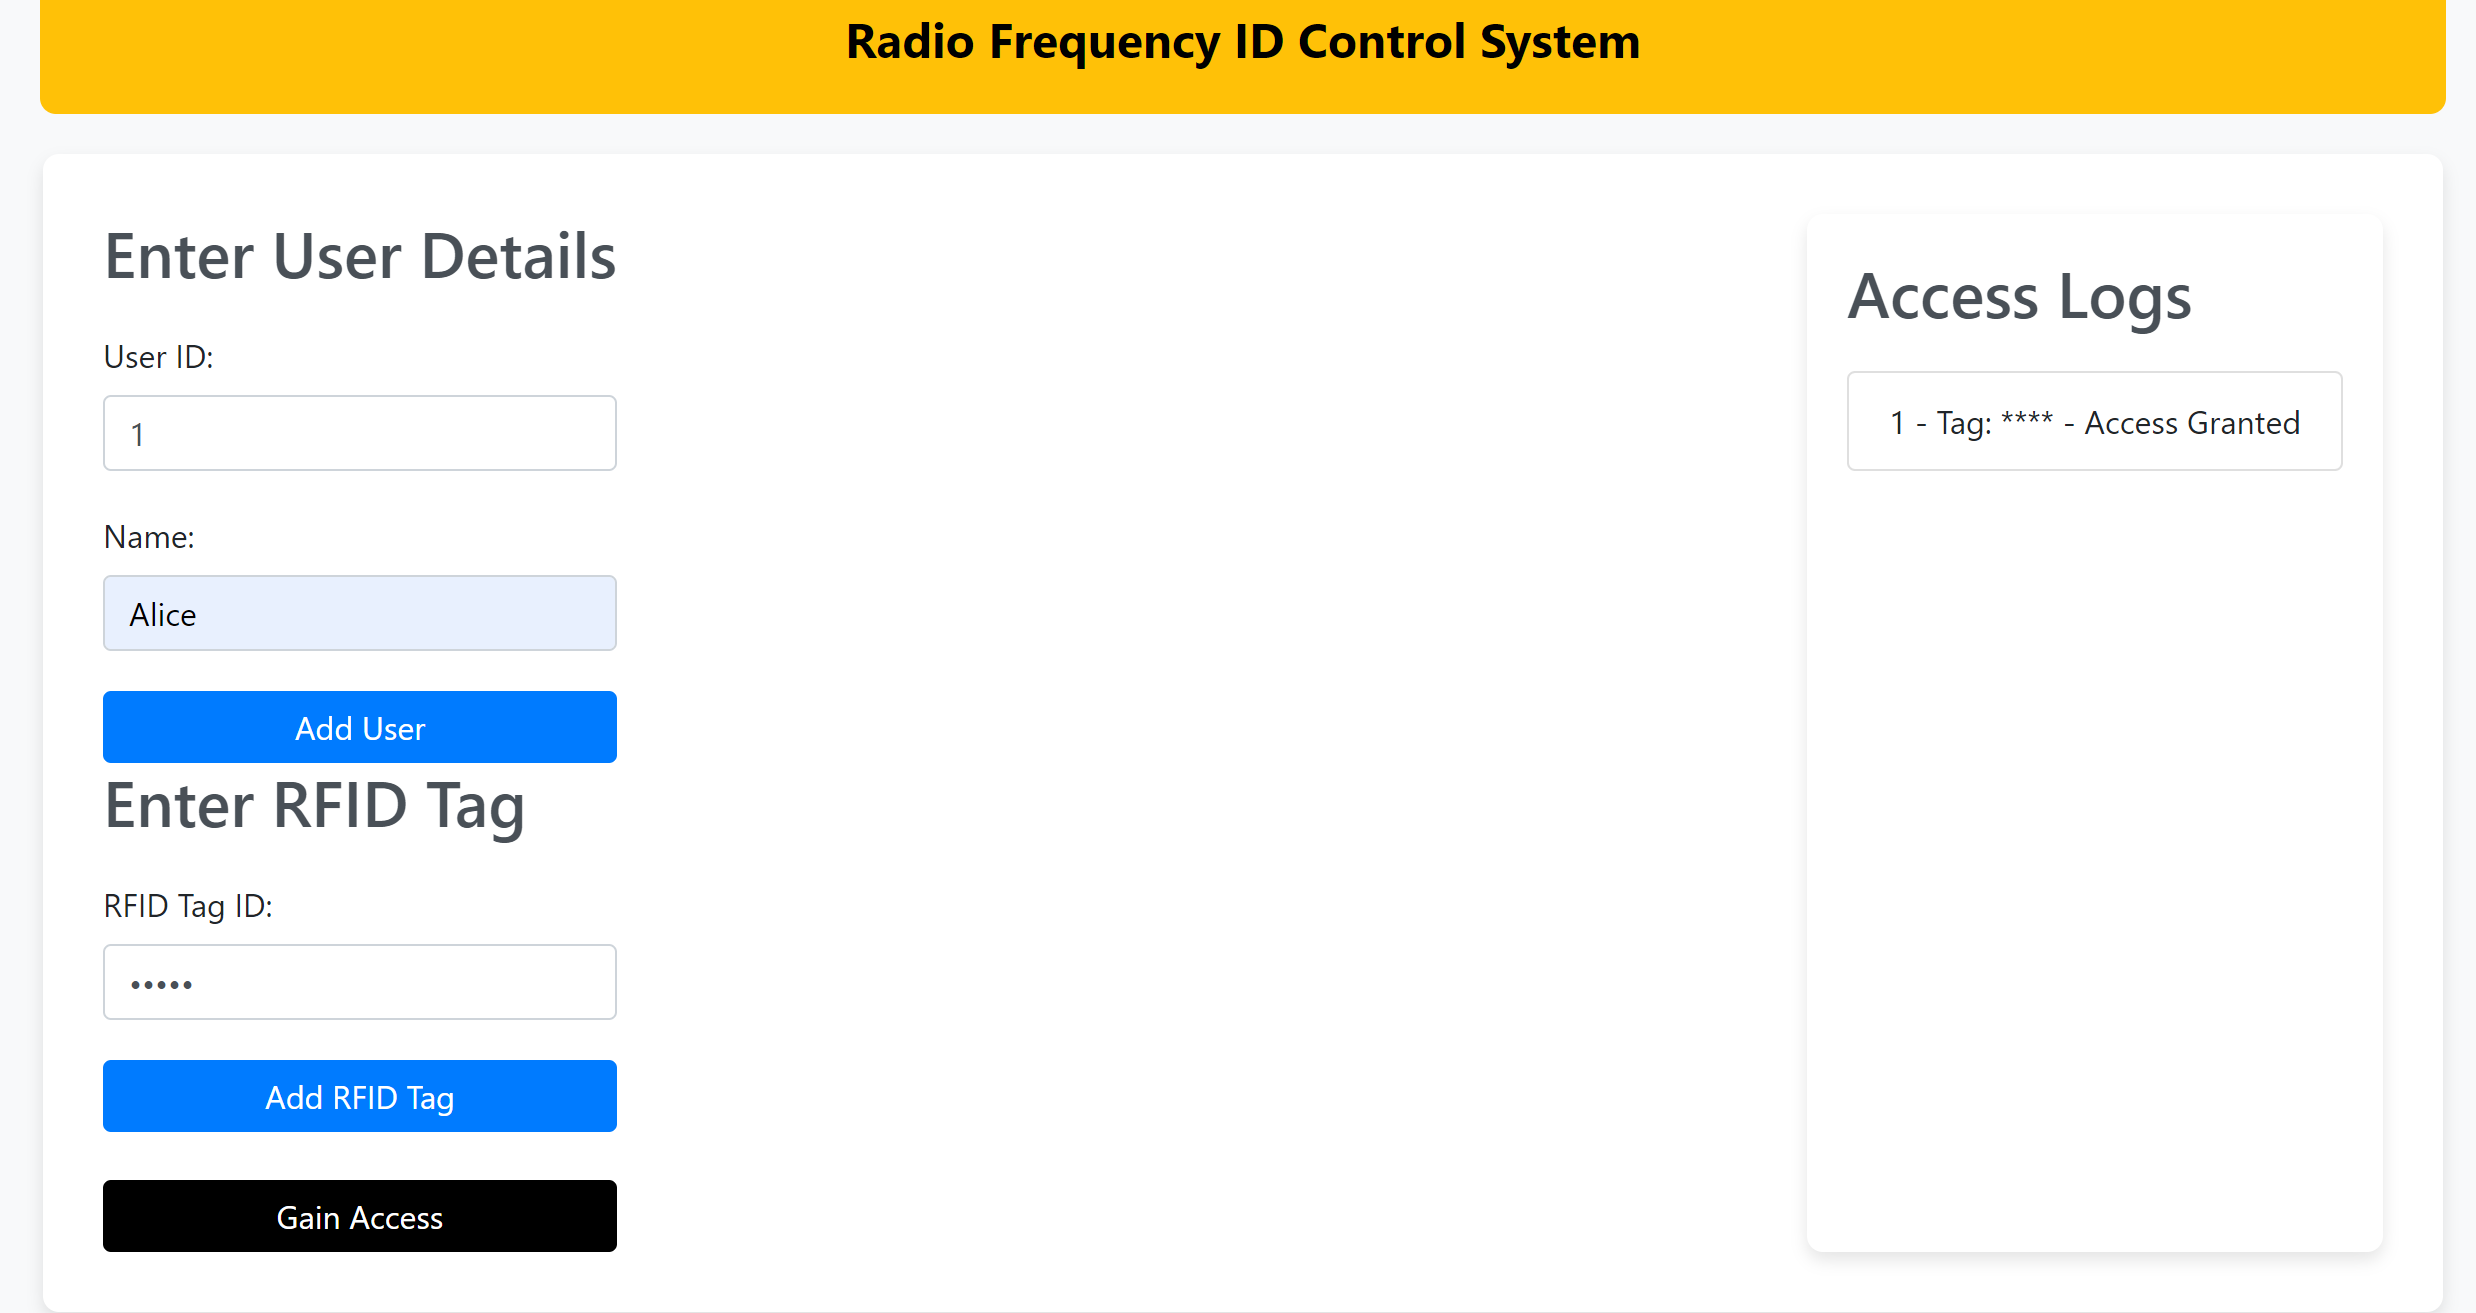 Radio Frequency ID Control System
Enter User Details
User ID:
1
Name:
Alice
Add User
Enter RFID Tag
RFID Tag ID:
•••••
Add RFID Tag
Gain Access
Access Logs
1 - Tag: **** - Access Granted